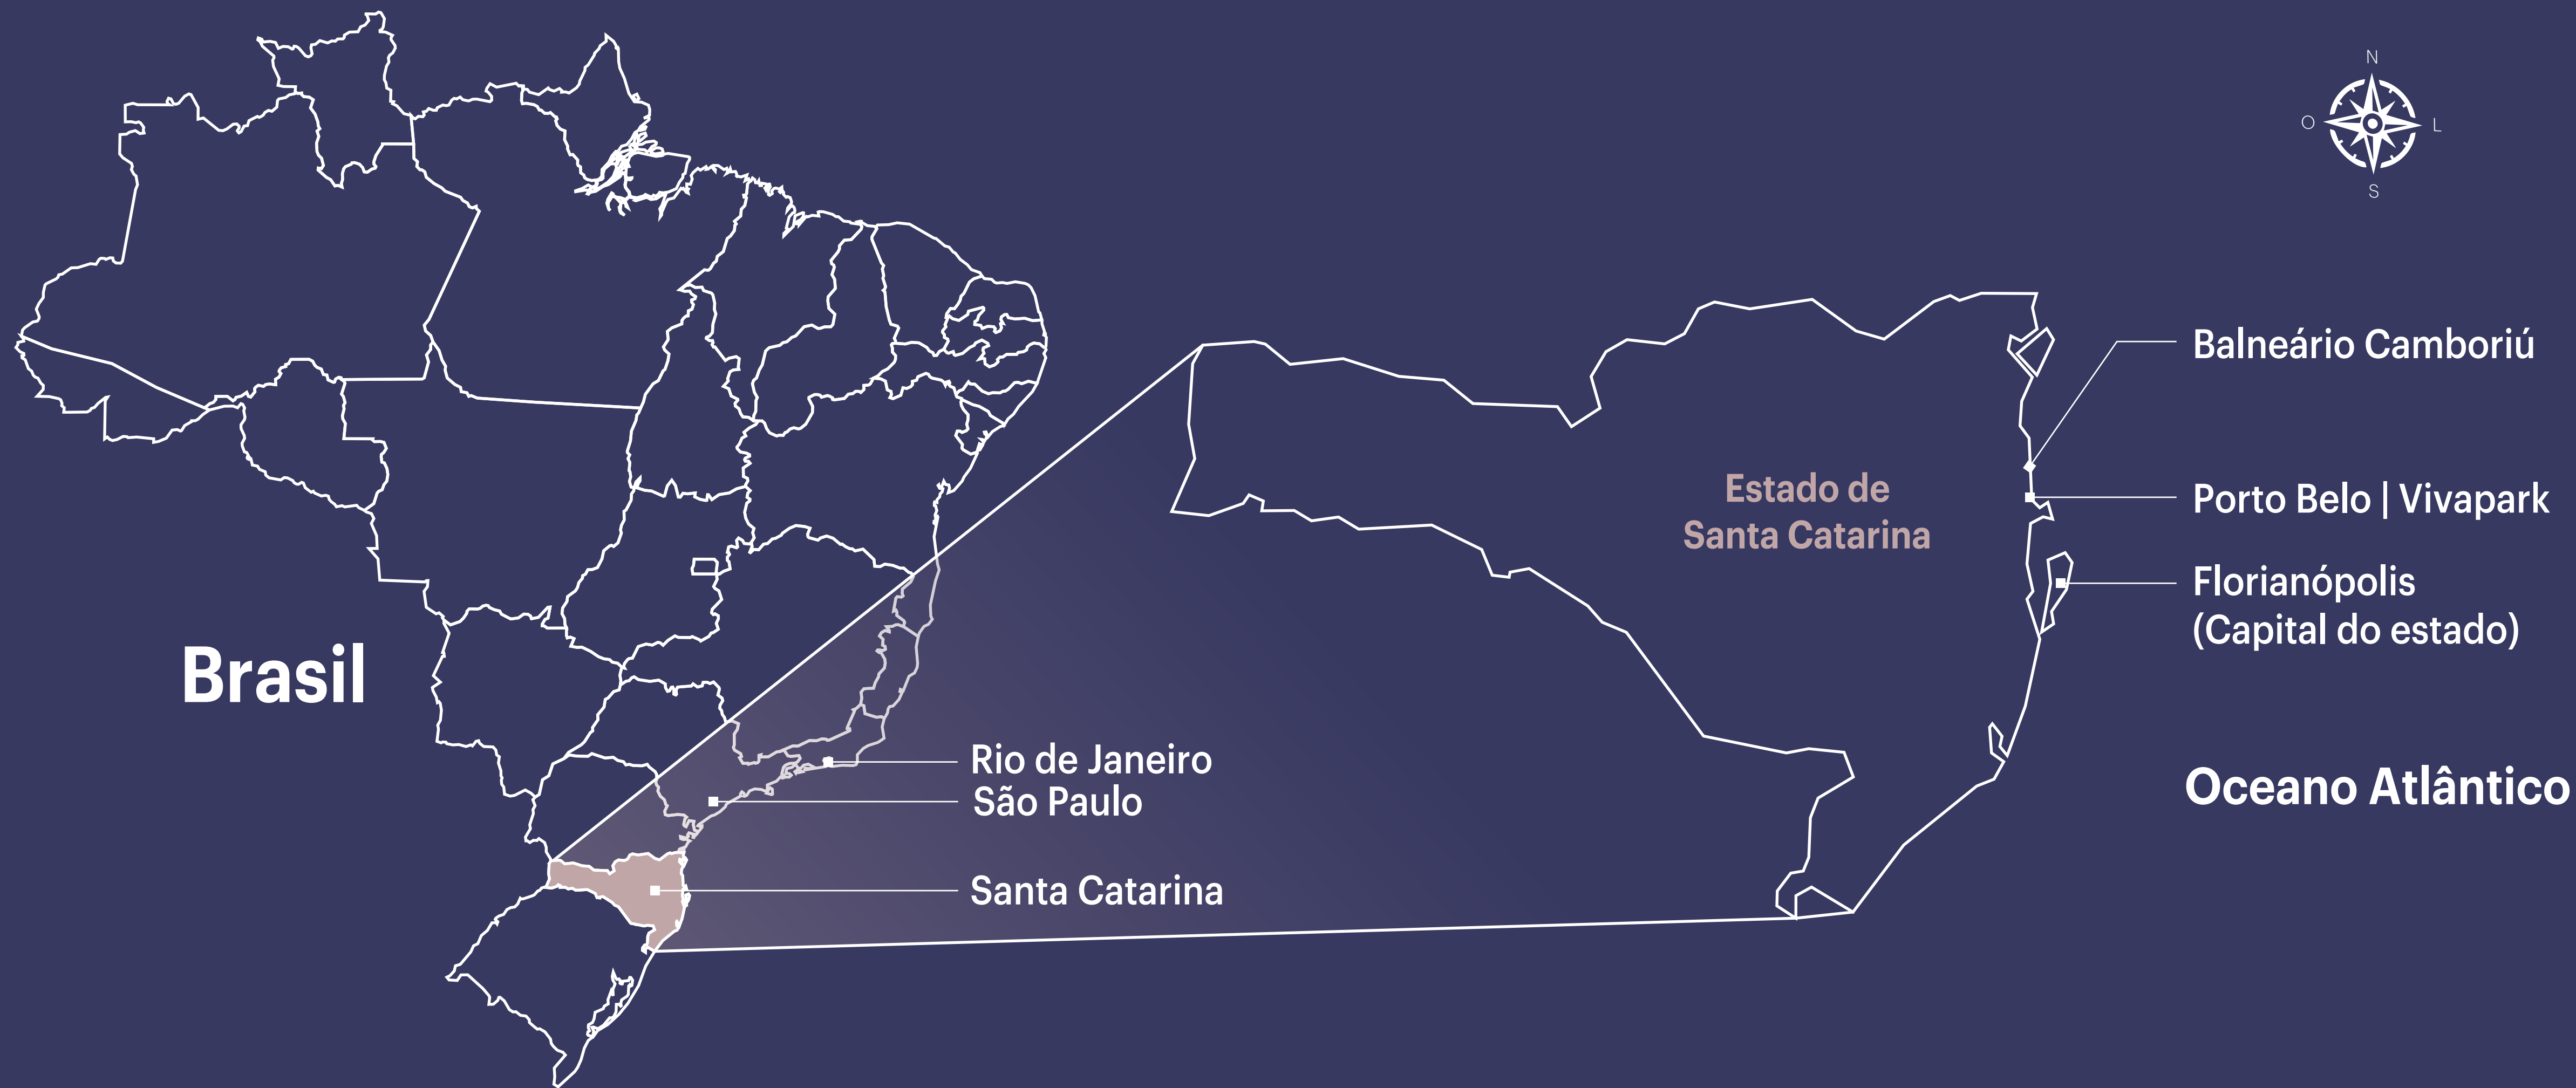 N
O
L
S
Brasil
Rio de Janeiro
São Paulo
Santa Catarina
Estado de
Santa Catarina
Balneário Camboriú
Porto Belo | Vivapark
Florianópolis
(Capital do estado)
Oceano Atlântico